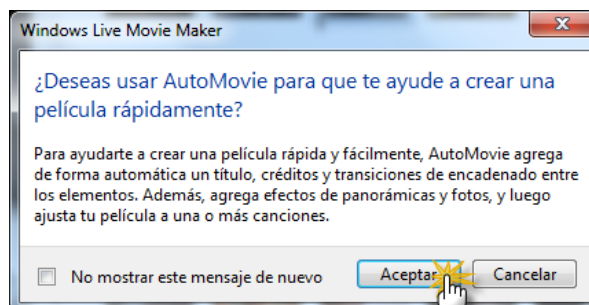 Windows Live Movie Maker
¿Deseas usar AutoMovie para que te ayude a crear una
película rápidamente?
Para ayudarte a crear una película rápida y fácilmente, AutoMovie agrega
de forma automática un título, créditos y transiciones de encadenado entre
los elementos. Además, agrega efectos de panorámicas y fotos, y luego
ajusta tu película a una o más canciones.
No mostrar este mensaje de nuevo
Aceptar
Cancelar